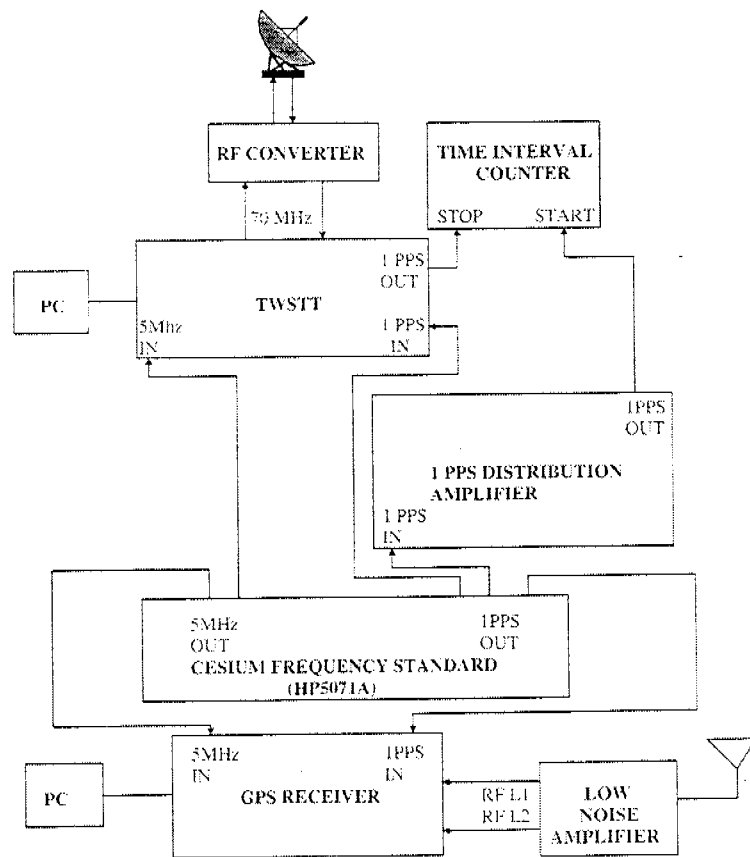 RF CONVERTER
TIME INTERVAL
COUNTER
STOP START
70 MHz
1 PPS
OUT
TWSTT
PC
5Mhz
IN
1 PPS
IN
1PPS
OUT
1 PPS DISTRIBUTION
AMPLIFIER
1 PPS
IN
5MHz
OUT
1PPS
OUT
CESIUM FREQUENCY STANDARD
(HP5071A)
5MHz
IN
1PPS
IN
GPS RECEIVER
PC
RF L1
RF L2
LOW
NOISE
AMPLIFIER